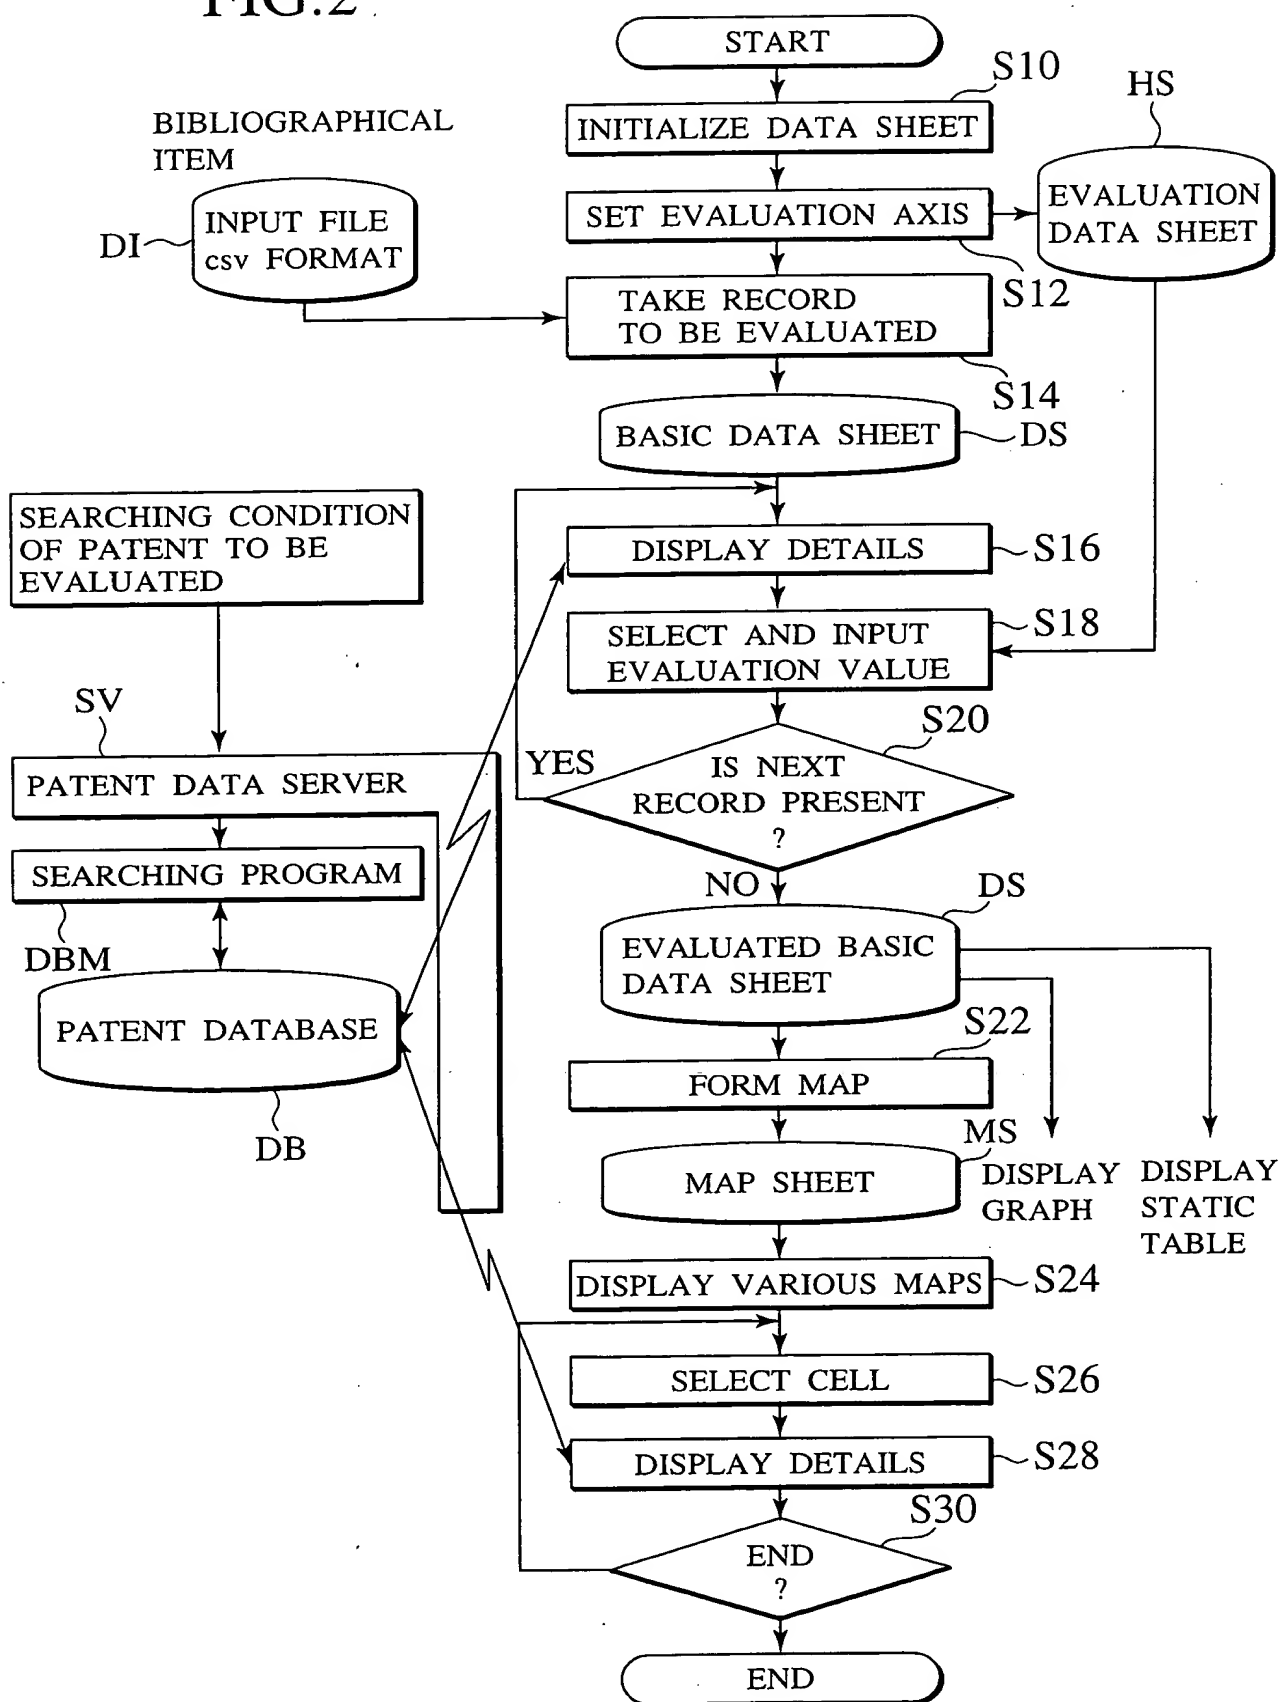 FIG.2
START
S10
INITIALIZE DATA SHEET
HS
BIBLIOGRAPHICAL
ITEM
INPUT FILE
csv FORMAT
DI
SET EVALUATION AXIS
S12
EVALUATION
DATA SHEET
TAKE RECORD
TO BE EVALUATED
S14
BASIC DATA SHEET
DS
SEARCHING CONDITION
OF PATENT TO BE
EVALUATED
DISPLAY DETAILS
S16
SELECT AND INPUT
EVALUATION VALUE
S18
SV
PATENT DATA SERVER
S20
YES
IS NEXT
RECORD PRESENT
?
SEARCHING PROGRAM
DBM
NO
DS
PATENT DATABASE
DB
EVALUATED BASIC
DATA SHEET
S22
FORM MAP
MS
MAP SHEET
DISPLAY
GRAPH
DISPLAY
STATIC
TABLE
DISPLAY VARIOUS MAPS
S24
SELECT CELL
S26
DISPLAY DETAILS
S28
S30
END
?
END